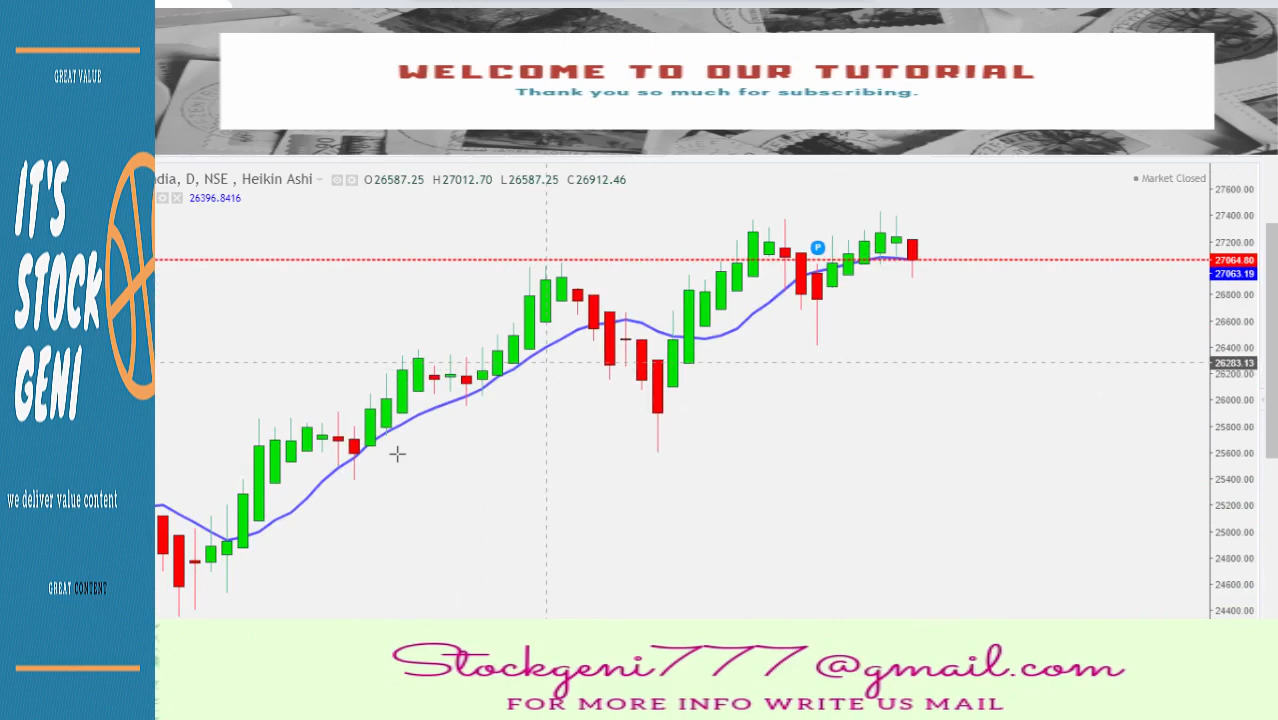 GREAT VALUE
IT'S
STOCK
GENI
we deliver value content
GREAT CONTENT
WELCOME TO OUR TUTORIAL
Thank you so much for subscribing.
dia, D, NSE , Heikin Ashi
O26587.25 H27012.70 L26587.25 C26912.46
26396.8416
Market Closed
P
27600.00
27400.00
27200.00
27064.80
27063.19
26800.00
26600.00
26400.00
26283.13
26200.00
26000.00
25800.00
25600.00
25400.00
25200.00
25000.00
24800.00
24600.00
24400.00
Stockgeni777@gmail.com
FOR MORE INFO WRITE US MAIL